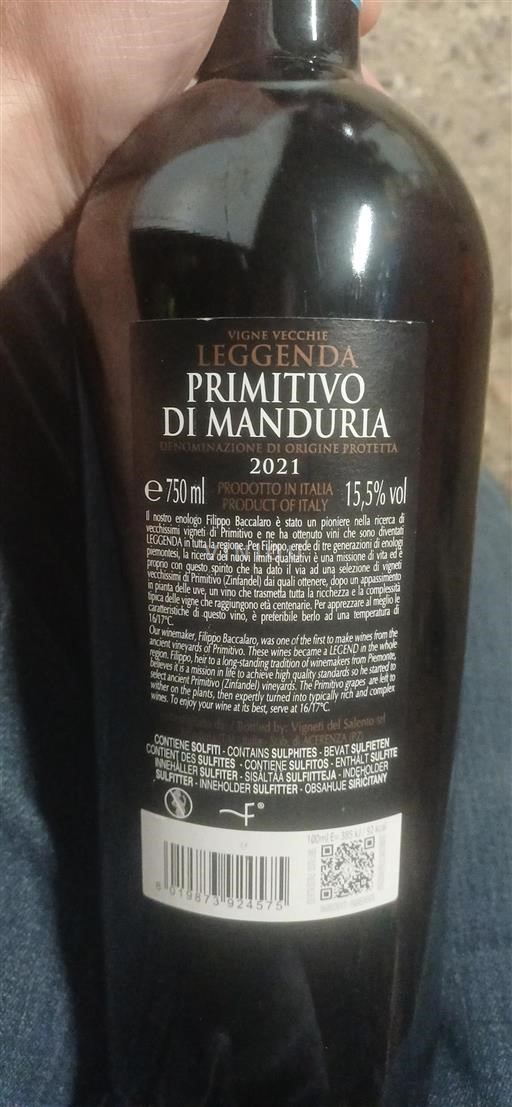 VIGNE VECCHIE
LEGGENDA
PRIMITIVO
DI MANDURIA
DENOMINAZIONE DI ORIGINE PROTETTA
2021
e 750 ml PRODOTTO IN ITALIA 15,5% vol
PRODUCT OF ITALY
Il nostro enologo Filippo Baccalaro è stato un pioniere nella ricerca di
vecchissimi vigneti di Primitivo e ne ha ottenuto vini che sono diventati
LEGGENDA in tutta la regione. Per Filippo, erede di tre generazioni di enologi
piemontesi, la ricerca dei nuovi limiti qualitativi è una missione di vita ed è
proprio con questo spirito che ha dato il via ad una selezione di vigneti
vecchissimi di Primitivo (Zinfandel) dai quali ottenere, dopo un appassimento
in pianta delle uve, un vino che trasmetta tutta la ricchezza e la complessità
tipica delle vigne che raggiungono età centenarie. Per apprezzare al meglio le
caratteristiche di questo vino, è preferibile berlo ad una temperatura di
16/17°C.
Our winemaker, Filippo Baccalaro, was one of the first to make wines from the
ancient vineyards of Primitivo. These wines became a LEGEND in the whole
region. Filippo, heir to a long-standing tradition of winemakers from Piemonte,
believes it is a mission in life to achieve high quality standards so he started to
select ancient Primitivo (Zinfandel) vineyards. The Primitivo grapes are left to
wither on the plants, then expertly turned into typically rich and complex
wines. To enjoy your wine at its best, serve at 16/17°C.
/ Bottled by: Vigneti del Salento srl
ACERENZA (PZ)
CONTIENE SOLFITI - CONTAINS SULPHITES - BEVAT SULFIETEN
CONTIENT DES SULFITES - CONTIENE SULFITOS - ENTHÄLT SULFITE
INNEHÅLLER SULFITER - SISÄLTÄÄ SULFIITTEJA - INDEHOLDER
SULFITTER - INNEHOLDER SULFITTER - OBSAHUJE SIŘIČITANY
F®
100ml E= 385 kJ / 92 kcal
8 019873 924575